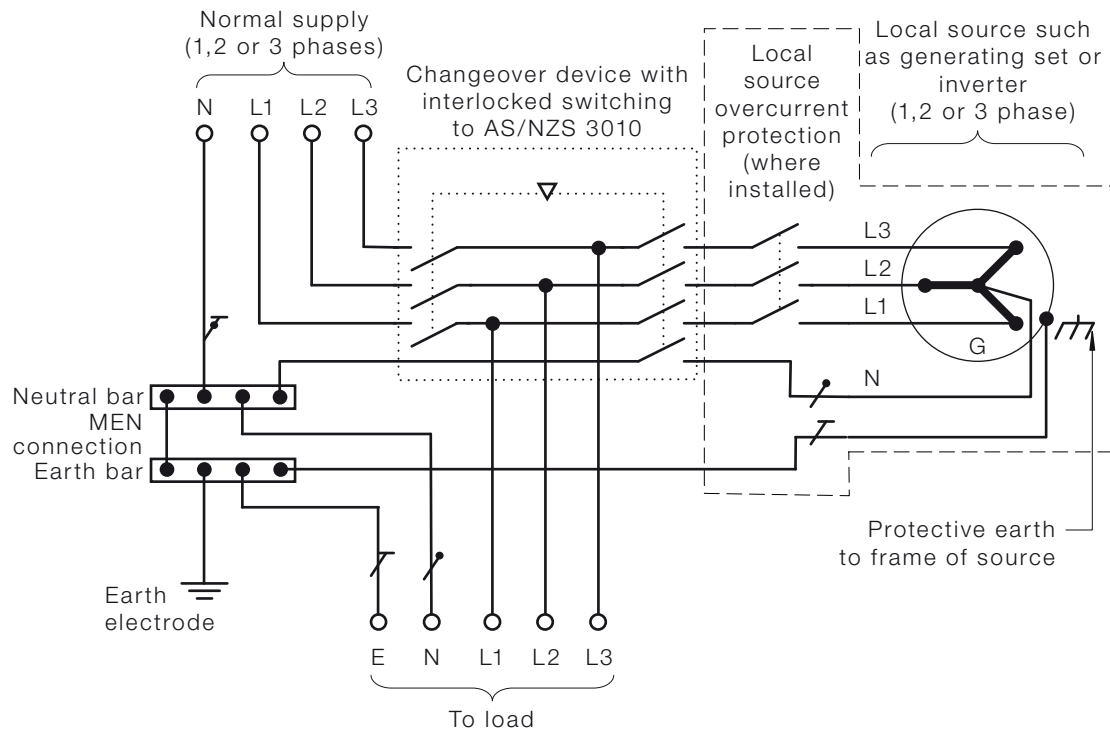 Normal supply
(1,2 or 3 phases)
N L1 L2 L3
Changeover device with
interlocked switching
to AS/NZS 3010
Local
source
overcurrent
protection
(where
installed)
Local source such
as generating set or
inverter
(1,2 or 3 phase)
L3
L2
L1
G
N
Neutral bar
MEN
connection
Earth bar
Earth
electrode
Protective earth
to frame of source
E N L1 L2 L3
To load